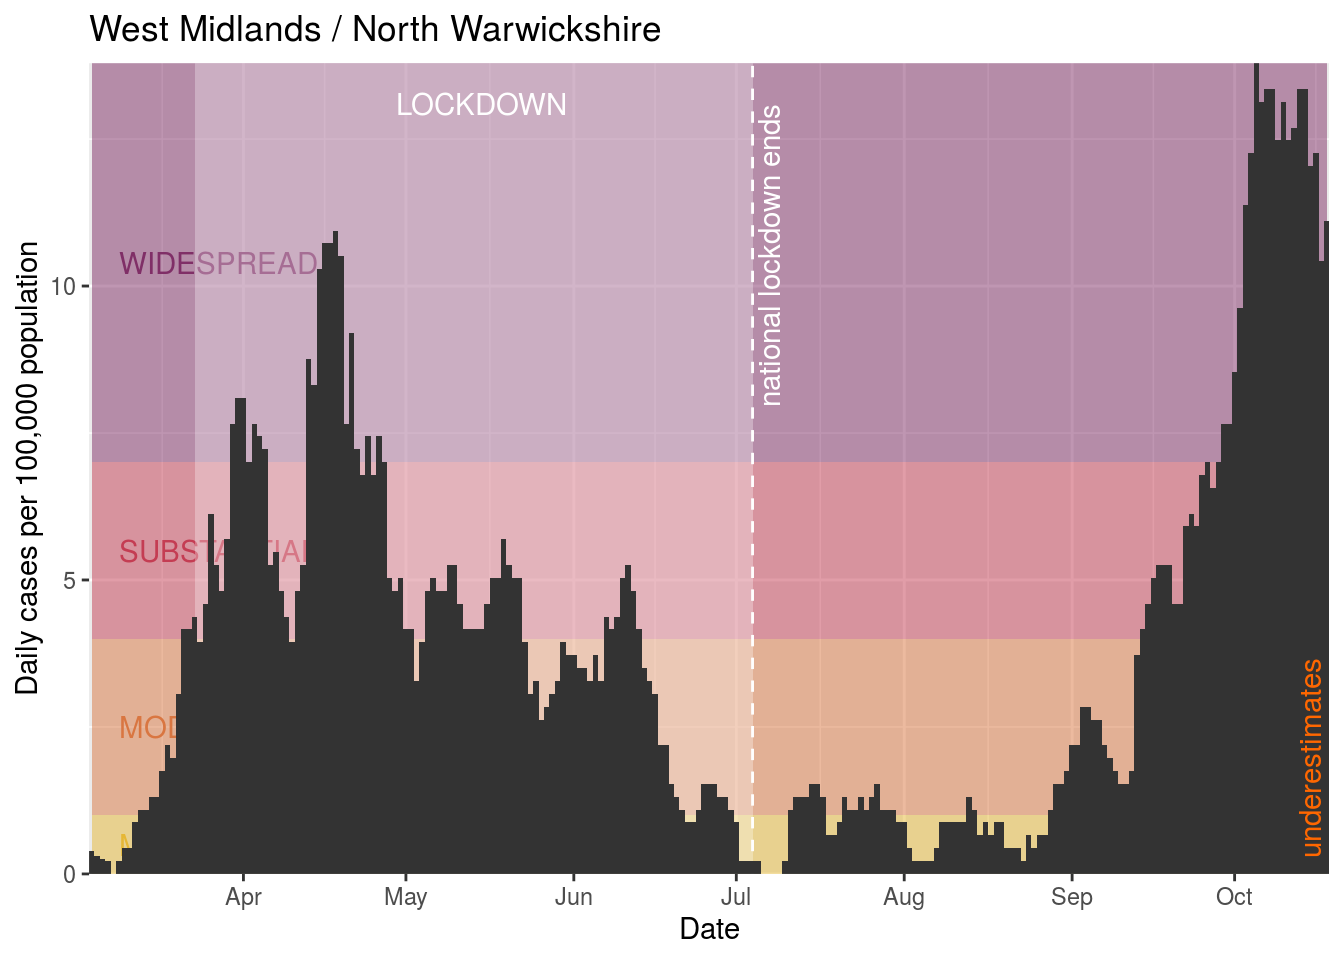 West Midlands / North Warwickshire
LOCKDOWN
national lockdown ends
WIDESPREAD
10
5
0
Daily cases per 100,000 population
underestimates
Apr
May
Jun
Jul
Aug
Sep
Oct
Date